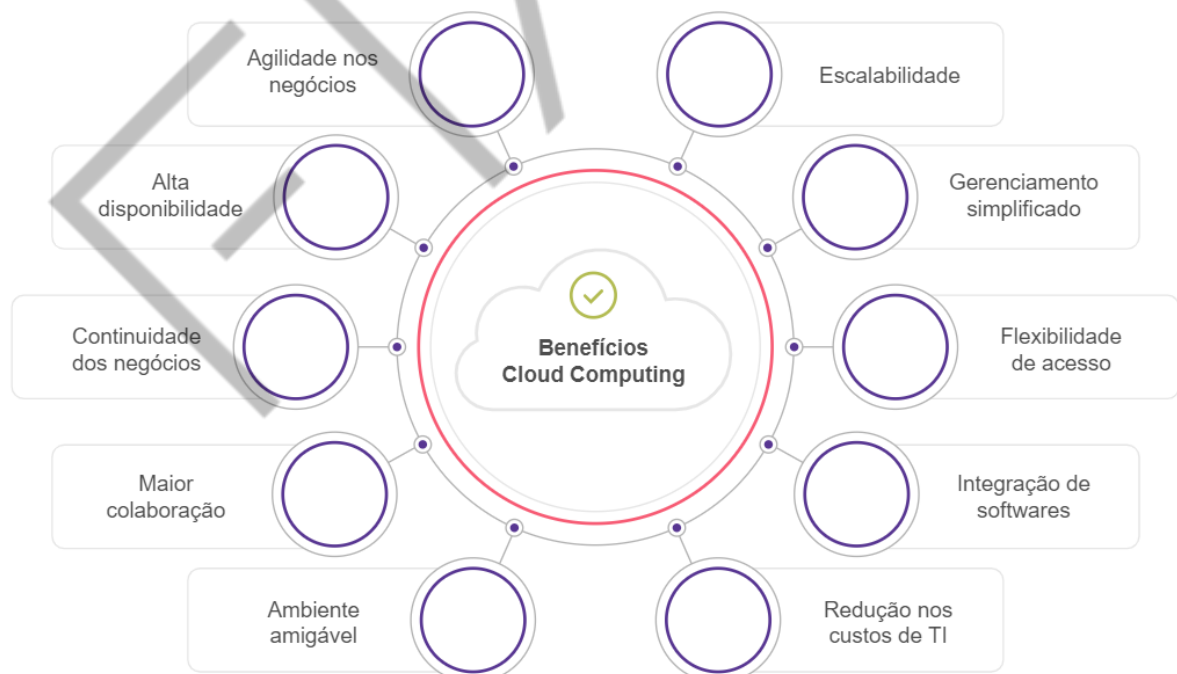 Agilidade nos
negócios
Escalabilidade
Alta
disponibilidade
Gerenciamento
simplificado
Continuidade
dos negócios
Benefícios
Cloud Computing
Flexibilidade
de acesso
Maior
colaboração
Integração de
softwares
Ambiente
amigável
Redução nos
custos de TI